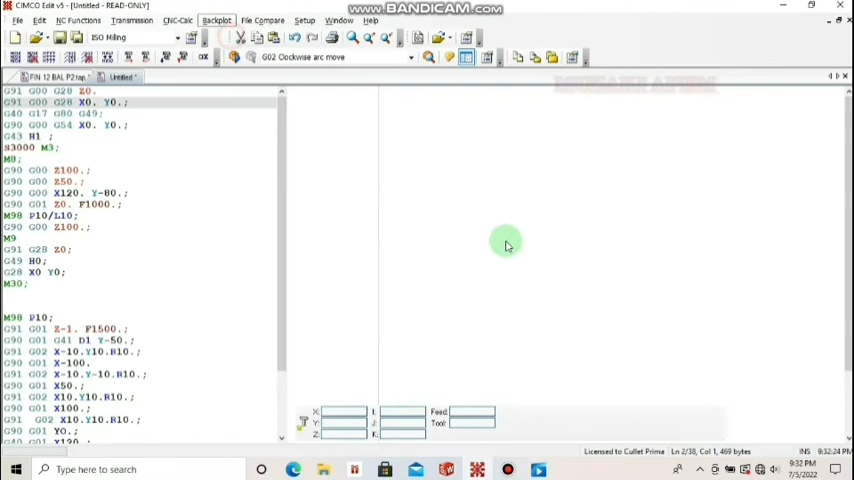 www.BANDICAM.com
CIMCO Edit v5 - [Untitled - READ-ONLY]
File Edit NC Functions Transmission CNC-Calc Backplot File Compare Setup Window Help
ISO Milling
G02 Clockwise arc move
FIN 12 BAL P2.tap* Untitled *
G91 G00 G28 Z0.
G91 G00 G28 X0. Y0.;
G40 G17 G80 G49;
G90 G00 G54 X0. Y0.;
G43 H1 ;
S3000 M3;
M8;
G90 G00 Z100.;
G90 G00 Z50.;
G90 G00 X120. Y-80.;
G90 G01 Z0. F1000.;
M98 P10/L10;
G90 G00 Z100.;
M9
G91 G28 Z0;
G49 H0;
G28 X0 Y0;
M30;
M98 P10;
G91 G01 Z-1. F1500.;
G90 G01 G41 D1 Y-50.;
G91 G02 X-10.Y10.R10.;
G90 G01 X-100.
G91 G02 X-10.Y-10.R10.;
G90 G01 X50.;
G91 G02 X10.Y10.R10.;
G90 G01 X100.;
G91 G02 X10.Y10.R10.;
G90 G01 Y0.;
G40 G01 X120.;
X: I: Feed:
Y: J: Tool:
Z: K:
Licensed to Cullet Prima Ln 2/38, Col 1, 469 bytes INS 9:32:24 PM
Type here to search
9:32 PM
7/5/2022